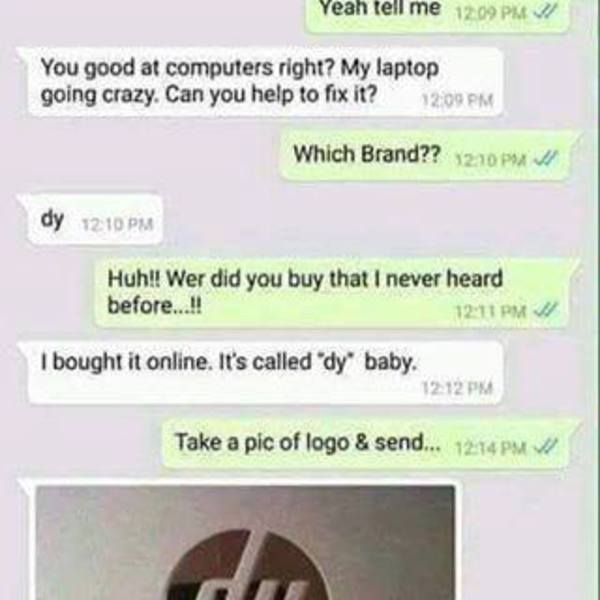 Yeah tell me 12:09 PM
You good at computers right? My laptop
going crazy. Can you help to fix it? 12:09 PM
Which Brand?? 12:10 PM
dy 12:10 PM
Huh!! Wer did you buy that I never heard
before...!! 12:11 PM
I bought it online. It's called "dy" baby.
12:12 PM
Take a pic of logo & send... 12:14 PM
dy